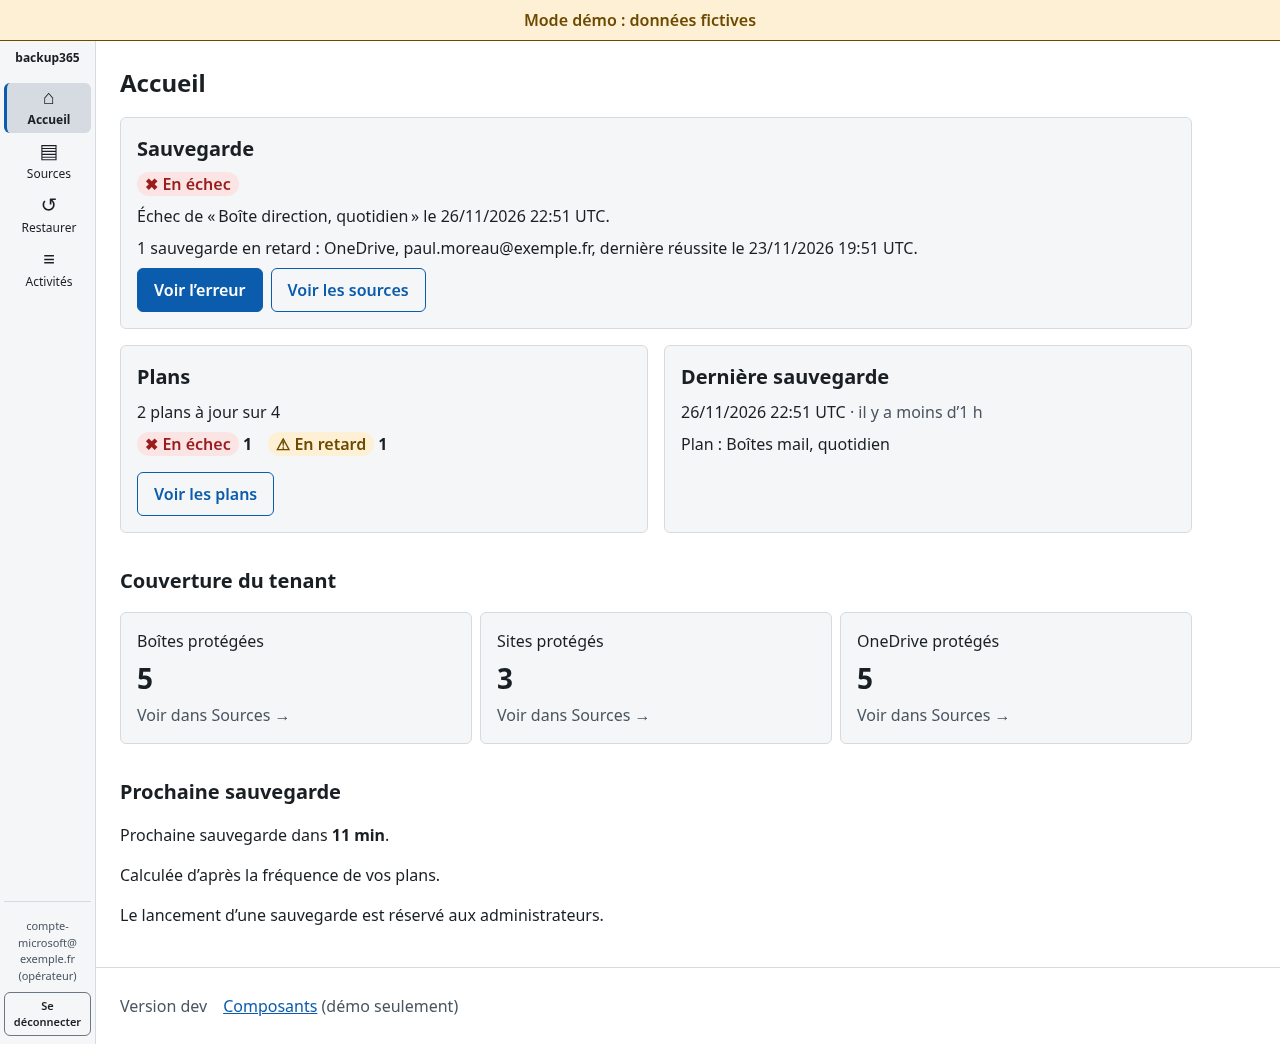 Mode démo : données fictives
backup365
Accueil
Sources
Restaurer
Activités
compte-
microsoft@
exemple.fr
(opérateur)
Se
déconnecter
Accueil
Sauvegarde
✖ En échec
Échec de « Boîte direction, quotidien » le 26/11/2026 22:51 UTC.
1 sauvegarde en retard : OneDrive, paul.moreau@exemple.fr, dernière réussite le 23/11/2026 19:51 UTC.
Voir l’erreur Voir les sources
Plans
2 plans à jour sur 4
✖ En échec 1 ⚠ En retard 1
Voir les plans
Dernière sauvegarde
26/11/2026 22:51 UTC · il y a moins d’1 h
Plan : Boîtes mail, quotidien
Couverture du tenant
Boîtes protégées
5
Voir dans Sources →
Sites protégés
3
Voir dans Sources →
OneDrive protégés
5
Voir dans Sources →
Prochaine sauvegarde
Prochaine sauvegarde dans 11 min.
Calculée d’après la fréquence de vos plans.
Le lancement d’une sauvegarde est réservé aux administrateurs.
Version dev Composants (démo seulement)